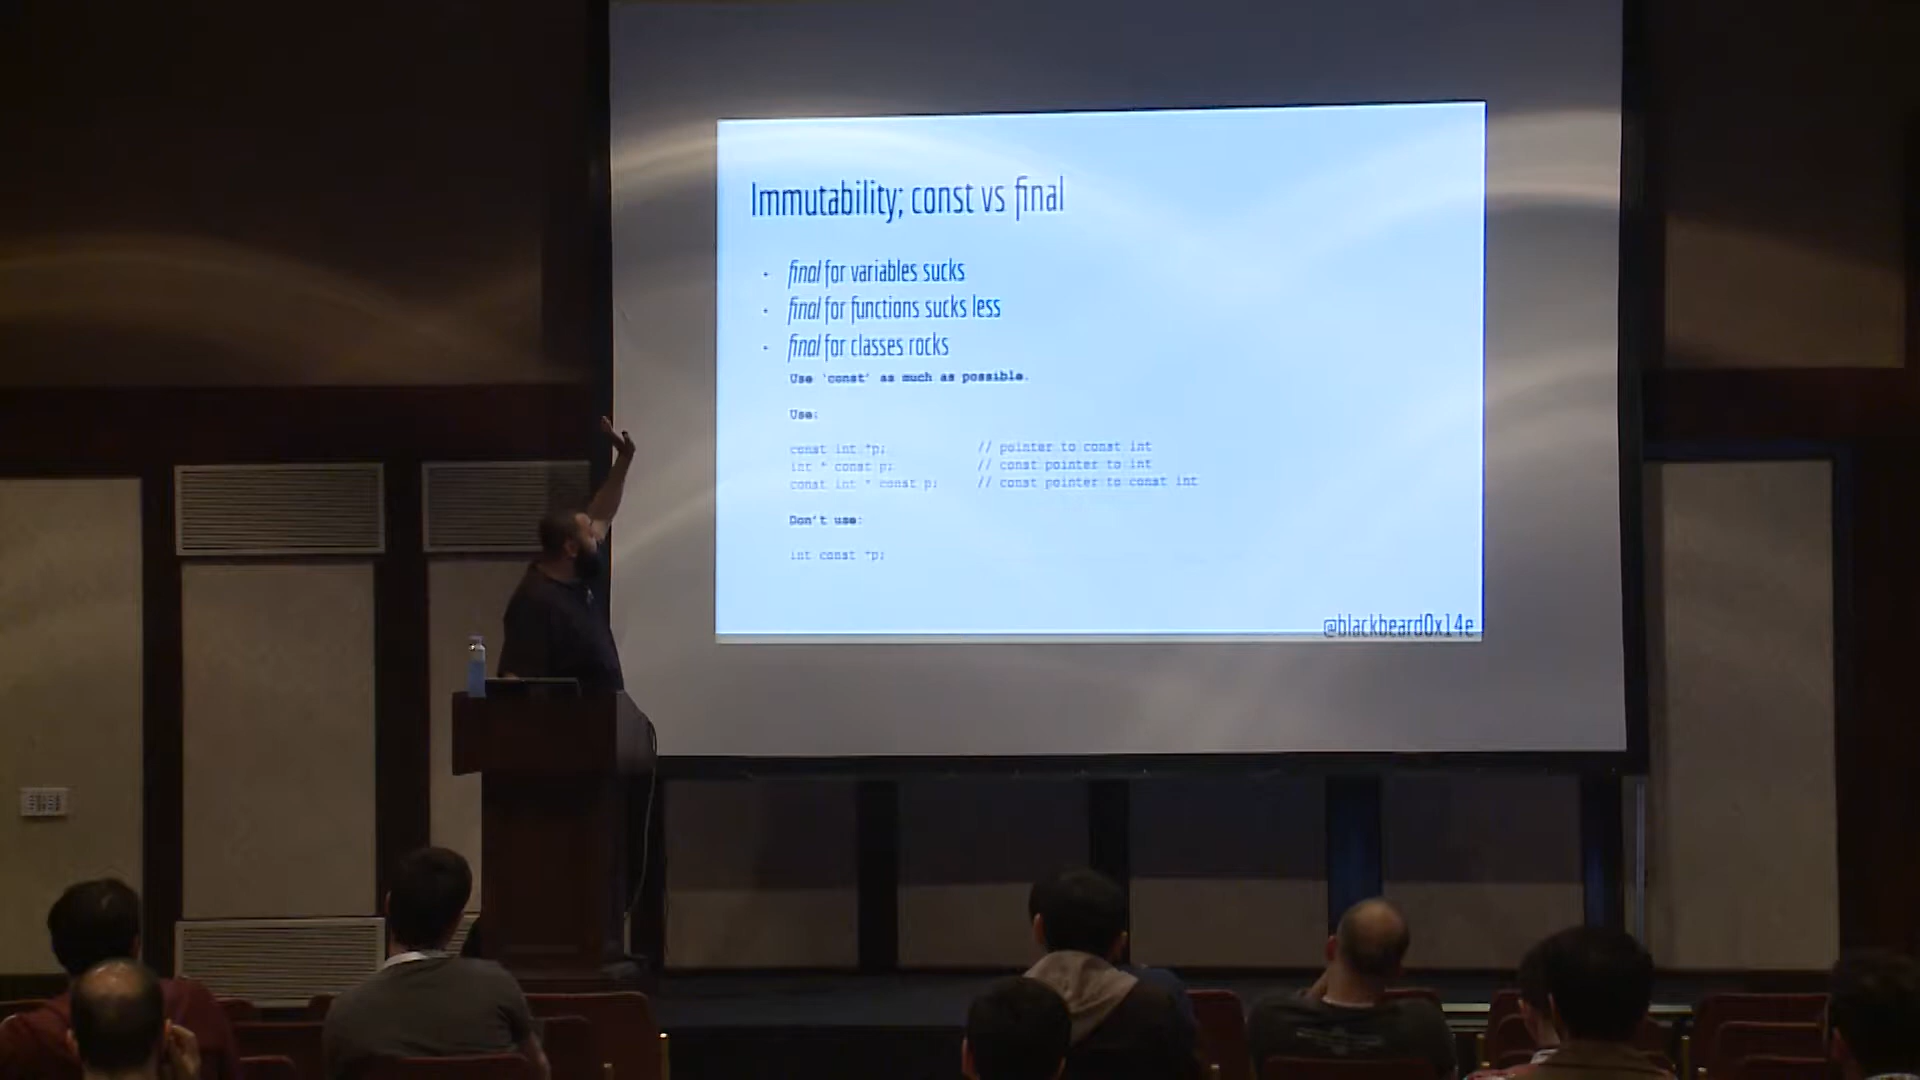 Immutability; const vs final
final for variables sucks
final for functions sucks less
final for classes rocks
Use 'const' as much as possible.
Use:
const int *p; // pointer to const int
int * const p; // const pointer to int
const int * const p; // const pointer to const int
Don't use:
int const *p;
@blackbeard0x14e